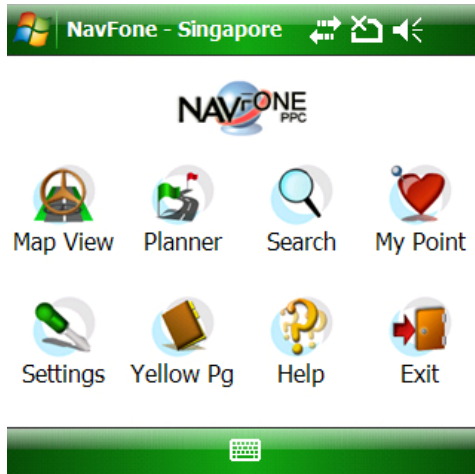 NavFone - Singapore
NAVFONE
PPC
Map View Planner Search My Point
Settings Yellow Pg Help Exit